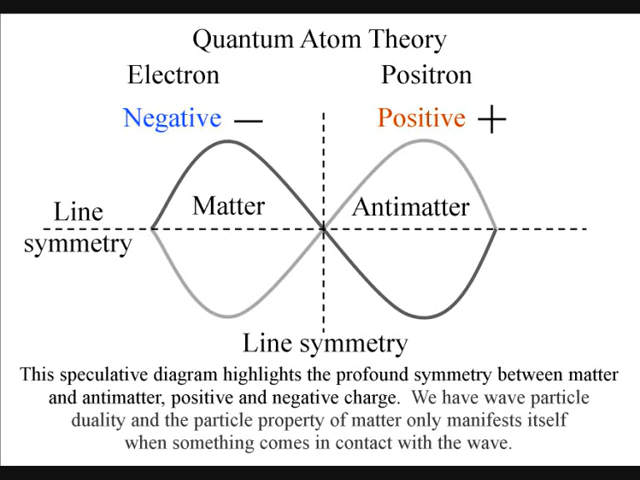 Quantum Atom Theory
Electron
Positron
Negative —
Positive +
Matter
Antimatter
Line
symmetry
Line symmetry
This speculative diagram highlights the profound symmetry between matter
and antimatter, positive and negative charge. We have wave particle
duality and the particle property of matter only manifests itself
when something comes in contact with the wave.